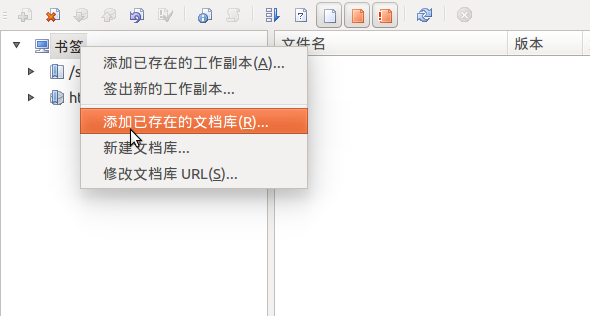 书签
文件名
版本
/s
ht
添加已存在的工作副本(A)...
签出新的工作副本...
添加已存在的文档库(R)...
新建文档库...
修改文档库 URL(S)...